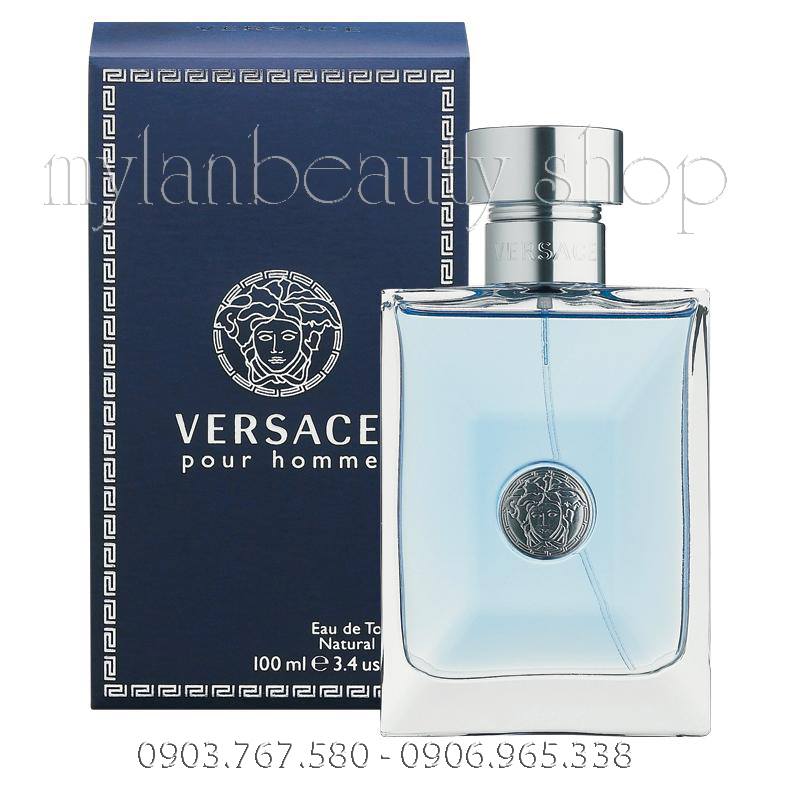 VERSACE
mylanbeauty shop
VERSACE
VERSACE
pour homme
Eau de To
Natural
100 ml e 3.4 us
0903.767.580 - 0906.965.338